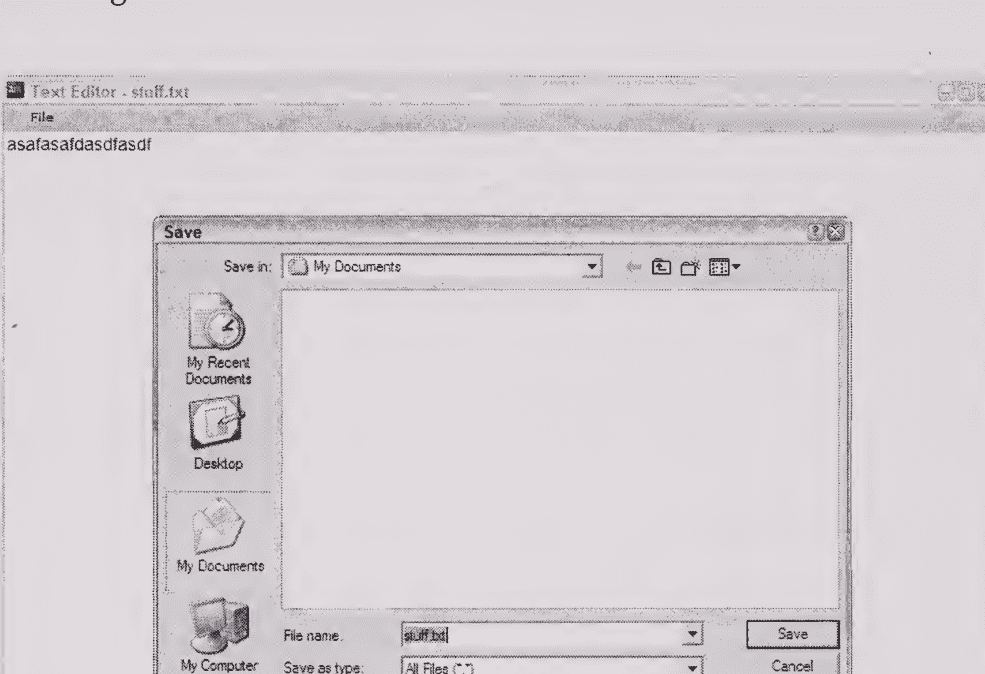 Text Editor - stuff.txt
File
asafasafdasdfasdf
Save
Save in: My Documents
My Recent
Documents
Desktop
My Documents
My Computer
File name: stuff.txt Save
Save as type: All Files (*.*) Cancel